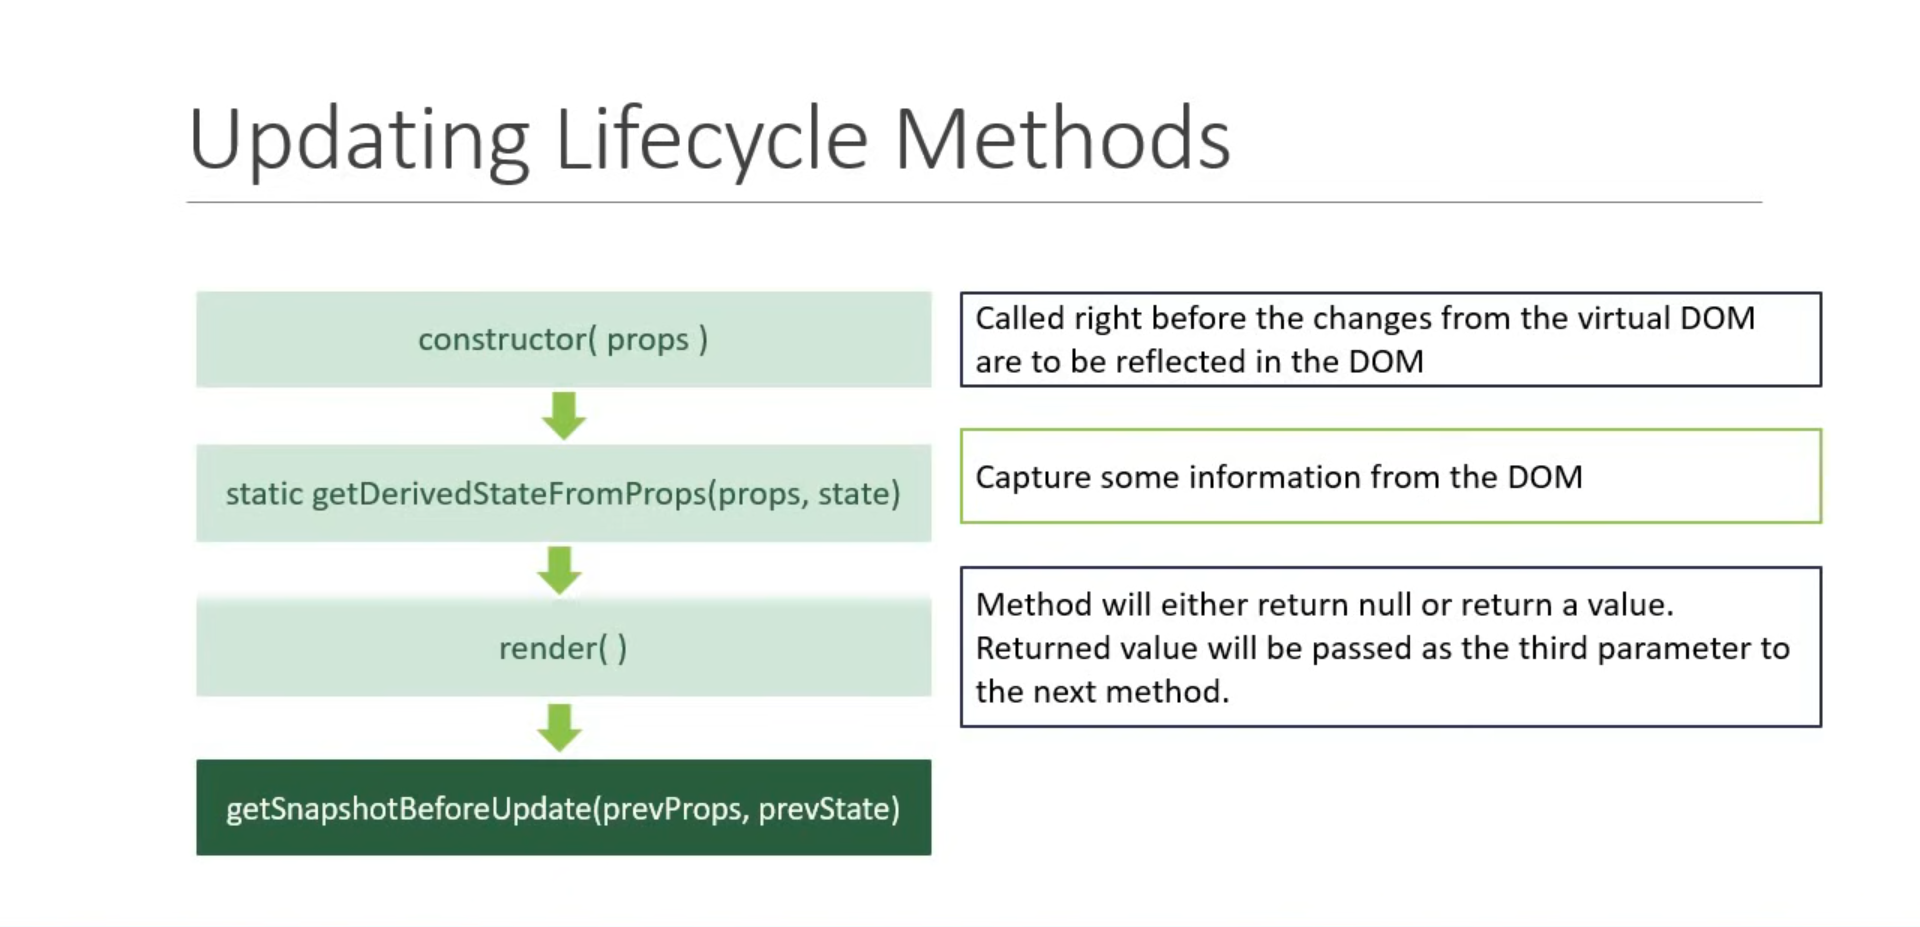 Updating Lifecycle Methods
constructor( props )
static getDerivedStateFromProps(props, state)
render( )
getSnapshotBeforeUpdate(prevProps, prevState)
Called right before the changes from the virtual DOM
are to be reflected in the DOM
Capture some information from the DOM
Method will either return null or return a value.
Returned value will be passed as the third parameter to
the next method.